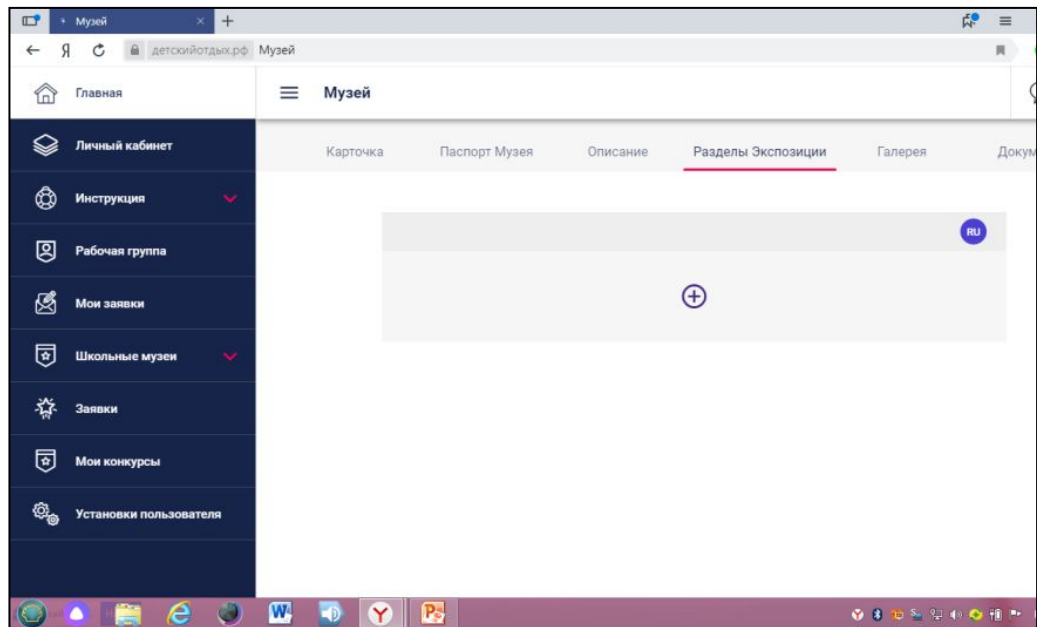 Музей
Я
детскийотдых.рф Музей
Главная
Музей
Личный кабинет
Карточка Паспорт Музея Описание Разделы Экспозиции Галерея Докум
Инструкция
RU
Рабочая группа
Мои заявки
Школьные музеи
Заявки
Мои конкурсы
Установки пользователя